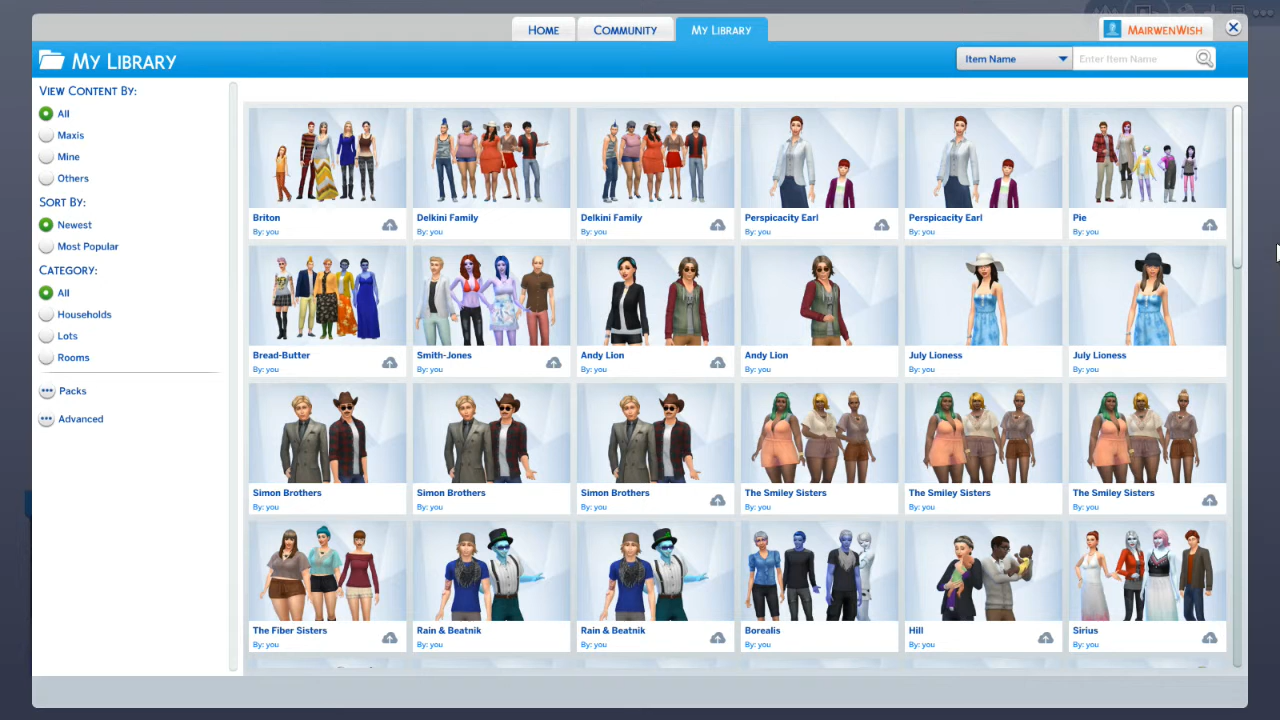 HOME
COMMUNITY
MY LIBRARY
MAIRWENWISH
MY LIBRARY
Item Name
Enter Item Name
VIEW CONTENT BY:
All
Maxis
Mine
Others
SORT BY:
Newest
Most Popular
CATEGORY:
All
Households
Lots
Rooms
Packs
Advanced
Briton
By: you
Delkini Family
By: you
Delkini Family
By: you
Perspicacity Earl
By: you
Perspicacity Earl
By: you
Pie
By: you
Bread-Butter
By: you
Smith-Jones
By: you
Andy Lion
By: you
Andy Lion
By: you
July Lioness
By: you
July Lioness
By: you
Simon Brothers
By: you
Simon Brothers
By: you
Simon Brothers
By: you
The Smiley Sisters
By: you
The Smiley Sisters
By: you
The Smiley Sisters
By: you
The Fiber Sisters
By: you
Rain & Beatnik
By: you
Rain & Beatnik
By: you
Borealis
By: you
Hill
By: you
Sirius
By: you